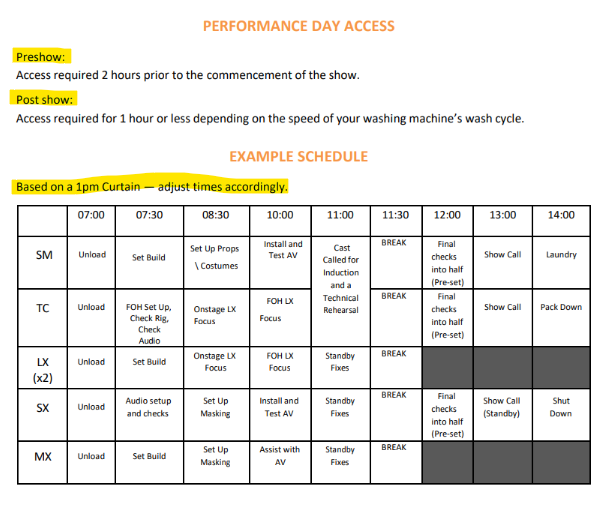 PERFORMANCE DAY ACCESS
Preshow:
Access required 2 hours prior to the commencement of the show.
Post show:
Access required for 1 hour or less depending on the speed of your washing machine’s wash cycle.
EXAMPLE SCHEDULE
Based on a 1pm Curtain — adjust times accordingly.
07:00 07:30 08:30 10:00 11:00 11:30 12:00 13:00 14:00
SM
Unload
Set Build
Set Up Props
\ Costumes
Install and
Test AV
Cast
Called for
Induction
and a
Technical
Rehearsal
BREAK
Final
checks
into half
(Pre-set)
Show Call
Laundry
TC
Unload
FOH Set Up,
Check Rig,
Check
Audio
Onstage LX
Focus
FOH LX
Focus
BREAK
Final
checks
into half
(Pre-set)
Show Call
Pack Down
LX
(x2)
Unload
Set Build
Onstage LX
Focus
FOH LX
Focus
Standby
Fixes
BREAK
SX
Unload
Audio setup
and checks
Set Up
Masking
Install and
Test AV
Standby
Fixes
BREAK
Final
checks
into half
(Pre-set)
Show Call
(Standby)
Shut
Down
MX
Unload
Set Build
Set Up
Masking
Assist with
AV
Standby
Fixes
BREAK